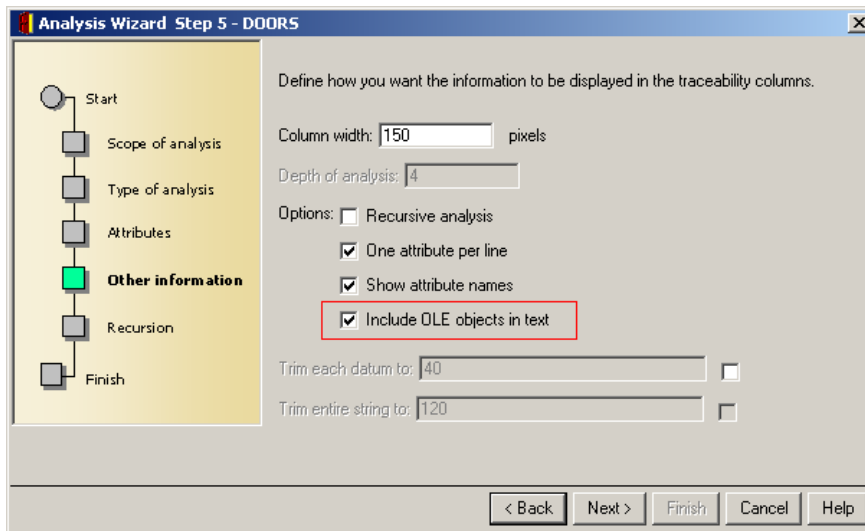 Analysis Wizard Step 5 - DOORS
Start
Scope of analysis
Type of analysis
Attributes
Other information
Recursion
Finish
Define how you want the information to be displayed in the traceability columns.
Column width: 150 pixels
Depth of analysis: 4
Options: Recursive analysis
One attribute per line
Show attribute names
Include OLE objects in text
Trim each datum to: 40
Trim entire string to: 120
< Back Next > Finish Cancel Help